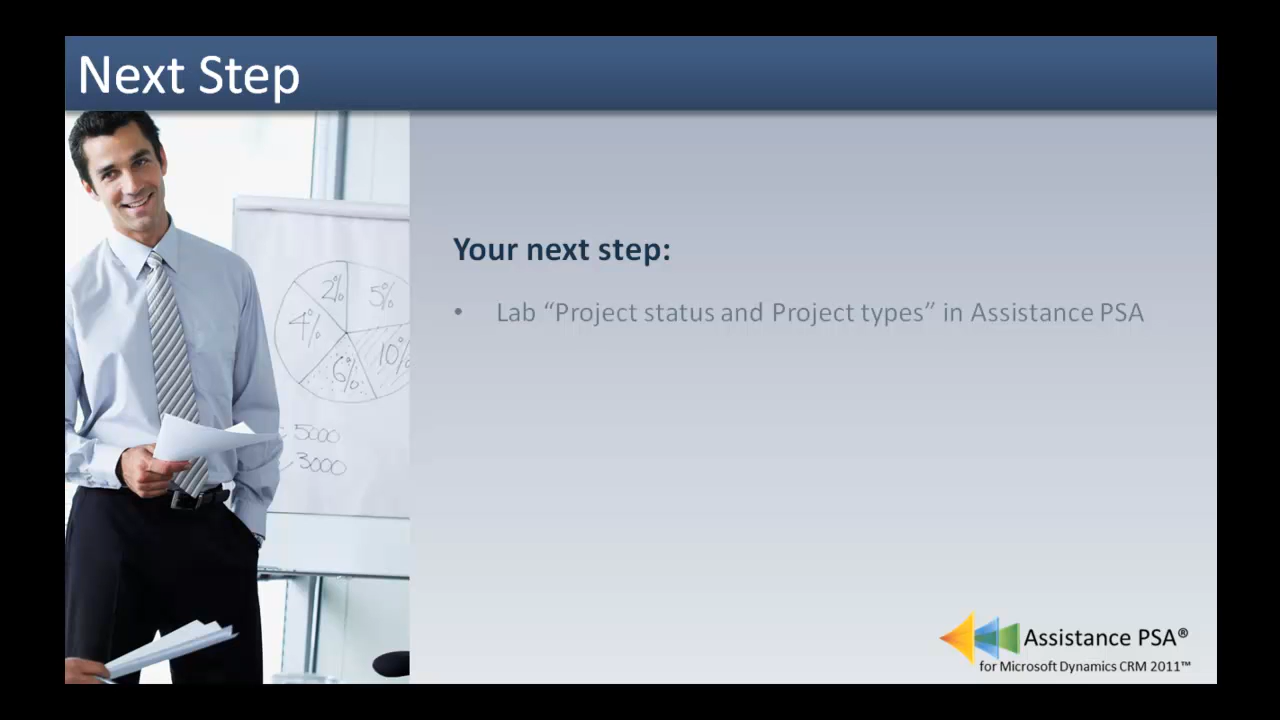 Next Step
Your next step:
• Lab “Project status and Project types” in Assistance PSA
2%
5%
4%
10%
6%
5000
3000
Assistance PSA®
for Microsoft Dynamics CRM 2011™